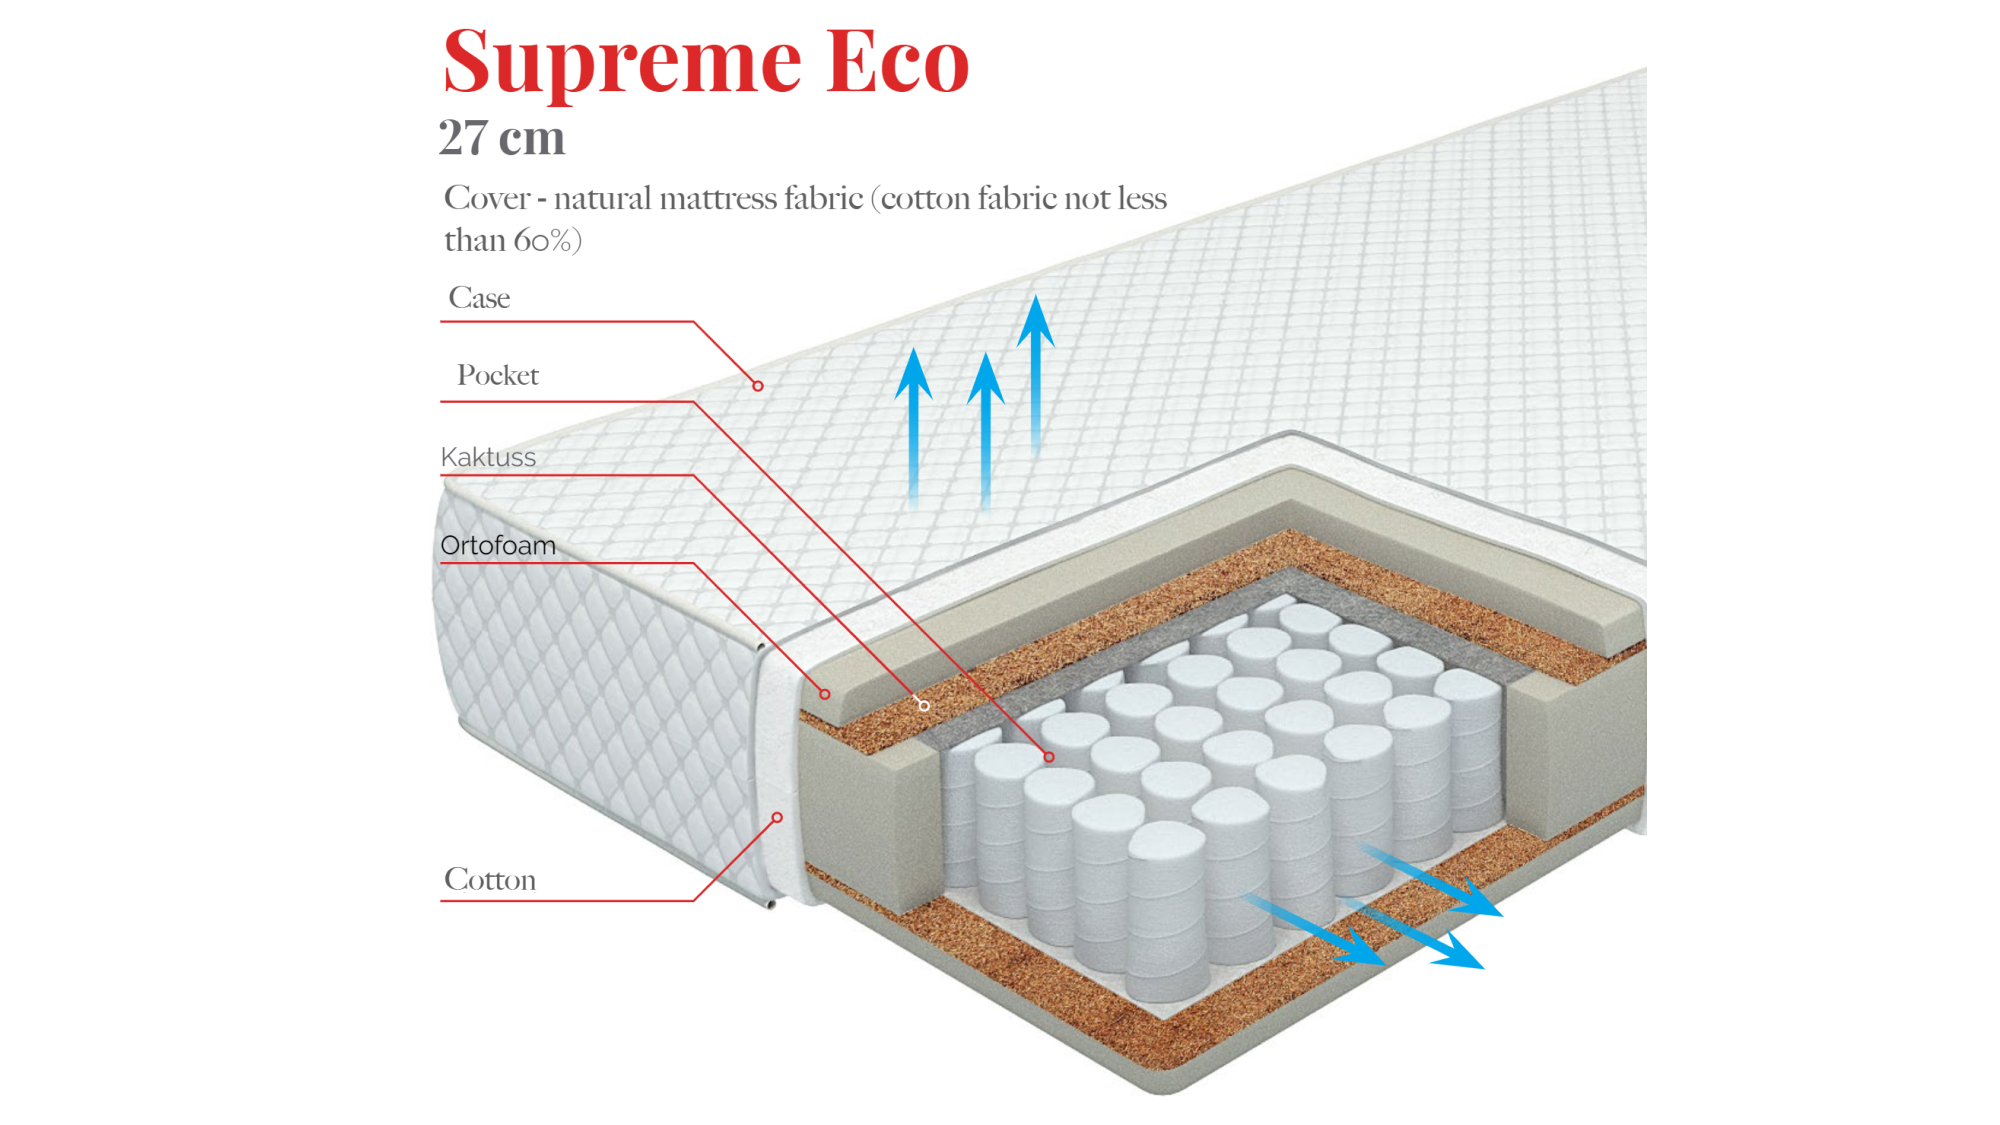 Supreme Eco
27 cm
Cover - natural mattress fabric (cotton fabric not less
than 60%)
Case
Pocket
Kaktuss
Ortofoam
Cotton